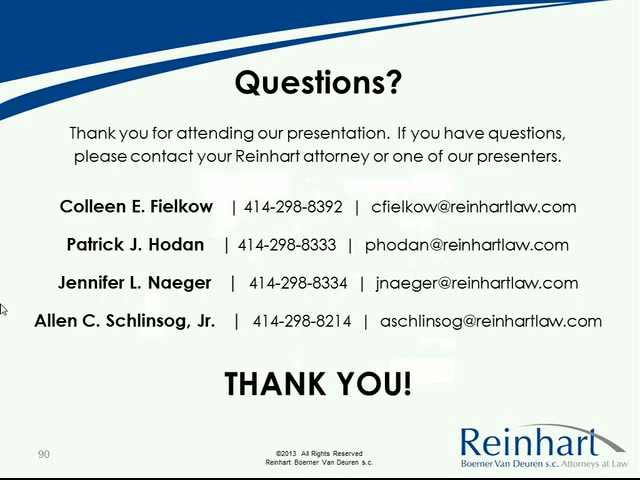 Questions?
Thank you for attending our presentation. If you have questions,
please contact your Reinhart attorney or one of our presenters.
Colleen E. Fielkow | 414-298-8392 | cfielkow@reinhartlaw.com
Patrick J. Hodan | 414-298-8333 | phodan@reinhartlaw.com
Jennifer L. Naeger | 414-298-8334 | jnaeger@reinhartlaw.com
Allen C. Schlinsog, Jr. | 414-298-8214 | aschlinsog@reinhartlaw.com
THANK YOU!
90
©2013 All Rights Reserved
Reinhart Boerner Van Deuren s.c.
Reinhart
Boerner Van Deuren s.c. Attorneys at Law